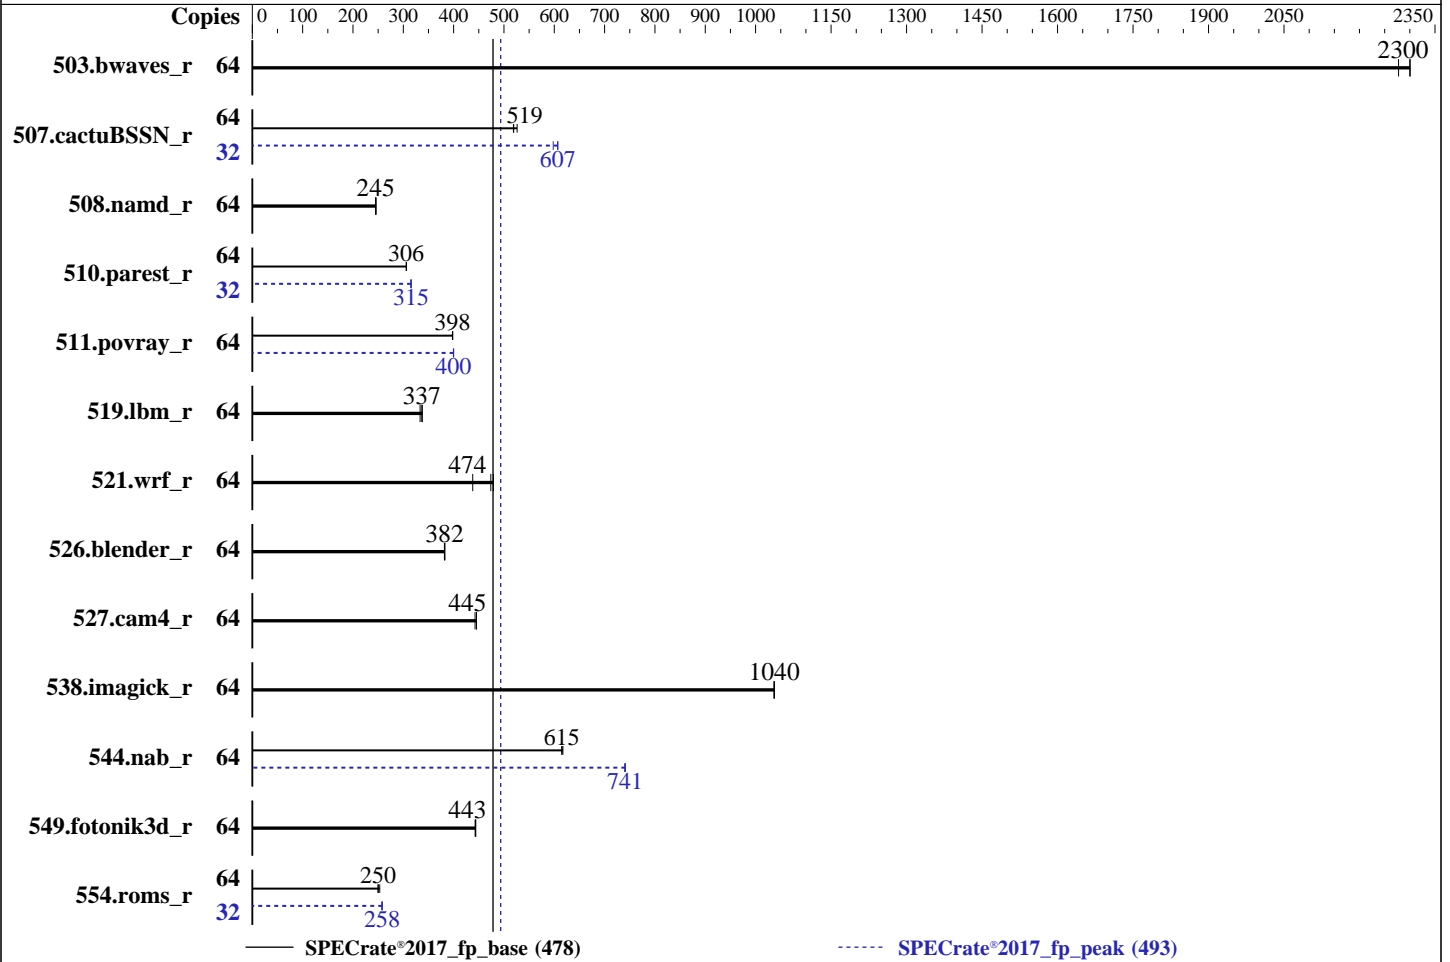 Copies 0 100 200 300 400 500 600 700 800 900 1000 1150 1300 1450 1600 1750 1900 2050 2350
503.bwaves_r 64 2300
507.cactuBSSN_r 64 519
32 607
508.namd_r 64 245
510.parest_r 64 306
32 315
511.povray_r 64 398
400
519.lbm_r 64 337
521.wrf_r 64 474
526.blender_r 64 382
527.cam4_r 64 445
538.imagick_r 64 1040
544.nab_r 64 615
741
549.fotonik3d_r 64 443
554.roms_r 64 250
32 258
SPECrate®2017_fp_base (478) SPECrate®2017_fp_peak (493)